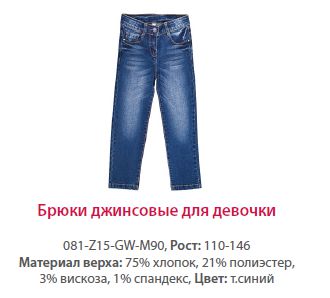 Брюки джинсовые для девочки
081-Z15-GW-M90, Рост: 110-146
Материал верха: 75% хлопок, 21% полиэстер,
3% вискоза, 1% спандекс, Цвет: т.синий